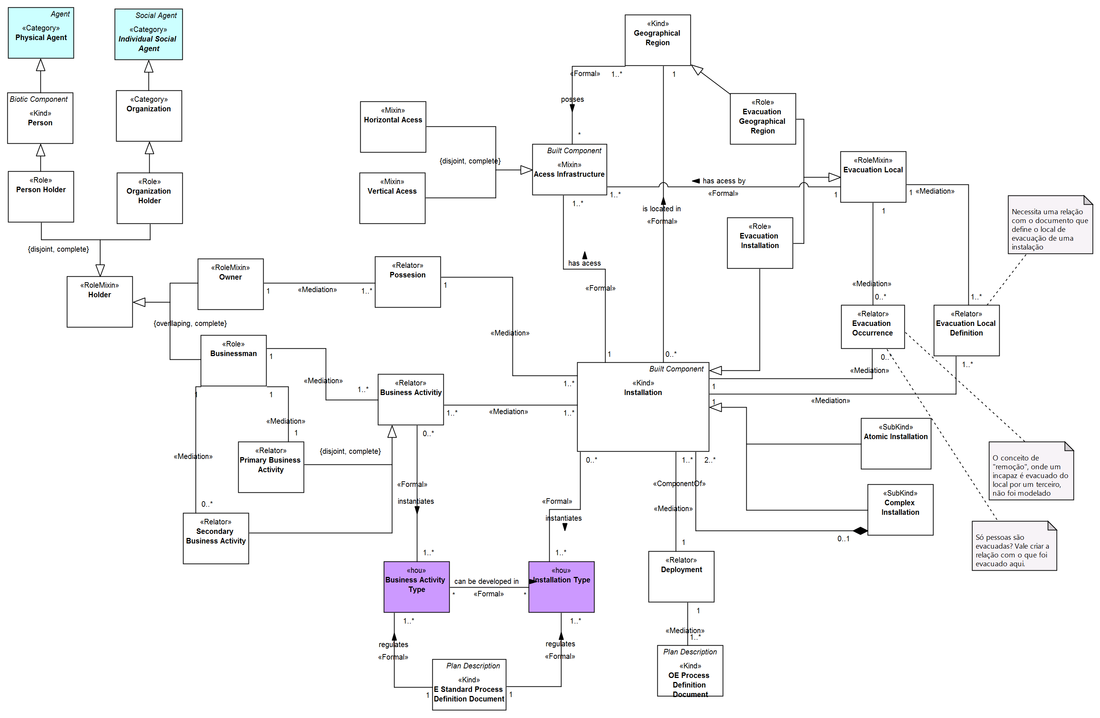 Agent
«Category»
Physical Agent
Social Agent
«Category»
Individual Social
Agent
Biotic Component
«Kind»
Person
«Category»
Organization
«Role»
Person Holder
«Role»
Organization
Holder
{disjoint, complete}
«RoleMixin»
Holder
«RoleMixin»
Owner
{overllaping, complete}
«Role»
Businessman
1
«Mediation»
1..*
«Relator»
Possesion
1
«Mediation»
1..*
1
«Mediation»
1..*
«Relator»
Business Activitiy
1..*
«Mediation»
1..*
1
1
«Mediation»
1
«Relator»
Primary Business
Activity
{disjoint, complete}
«Mediation»
0..*
«Relator»
Secondary
Business Activity
0..*
«Formal»
instantiates
1..*
«hou»
Business Activity
Type
1..*
can be developed in
*
«Formal»
*
«hou»
Installation Type
1..*
0..*
«Formal»
instantiates
1..*
regulates
«Formal»
1
Plan Description
«Kind»
E Standard Process
Definition Document
1
regulates
«Formal»
«Mixin»
Horizontal Acess
«Mixin»
Vertical Acess
{disjoint, complete}
Built Component
«Mixin»
Acess Infrastructure
1..*
1..*
has acess
«Formal»
1
«Kind»
Geographical
Region
«Formal»
1..*
1
posses
*
«Role»
Evacuation
Geographical
Region
«RoleMixin»
Evacuation Local
has acess by
«Formal»
1
1
1
«Mediation»
is located in
«Formal»
0..*
«Role»
Evacuation
Installation
Necessita uma relação
com o documento que
define o local de
evacuação de uma
instalação
«Mediation»
0..*
1..*
«Relator»
Evacuation
Occurrence
«Relator»
Evacuation Local
Definition
0..
«Mediation»
1..*
Built Component
«Kind»
Installation
1
«Mediation»
1
«SubKind»
Atomic Installation
«SubKind»
Complex
Installation
0..1
1..*
2..*
«ComponentOf»
«Mediation»
1
«Relator»
Deployment
1
«Mediation»
1..*
Plan Description
«Kind»
OE Process
Definition
Document
O conceito de
"remoção", onde um
incapaz é evacuado do
local por um terceiro,
não foi modelado
Só pessoas são
evacuadas? Vale criar a
relação com o que foi
evacuado aqui.